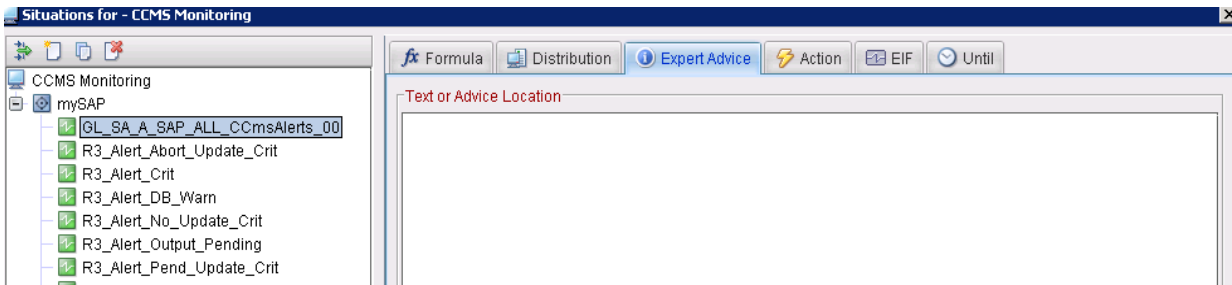 Situations for - CCMS Monitoring
fx Formula
Distribution
Expert Advice
Action
EIF
Until
CCMS Monitoring
mySAP
GL_SA_A_SAP_ALL_CCmsAlerts_00
R3_Alert_Abort_Update_Crit
R3_Alert_Crit
R3_Alert_DB_Warn
R3_Alert_No_Update_Crit
R3_Alert_Output_Pending
R3_Alert_Pend_Update_Crit
Text or Advice Location